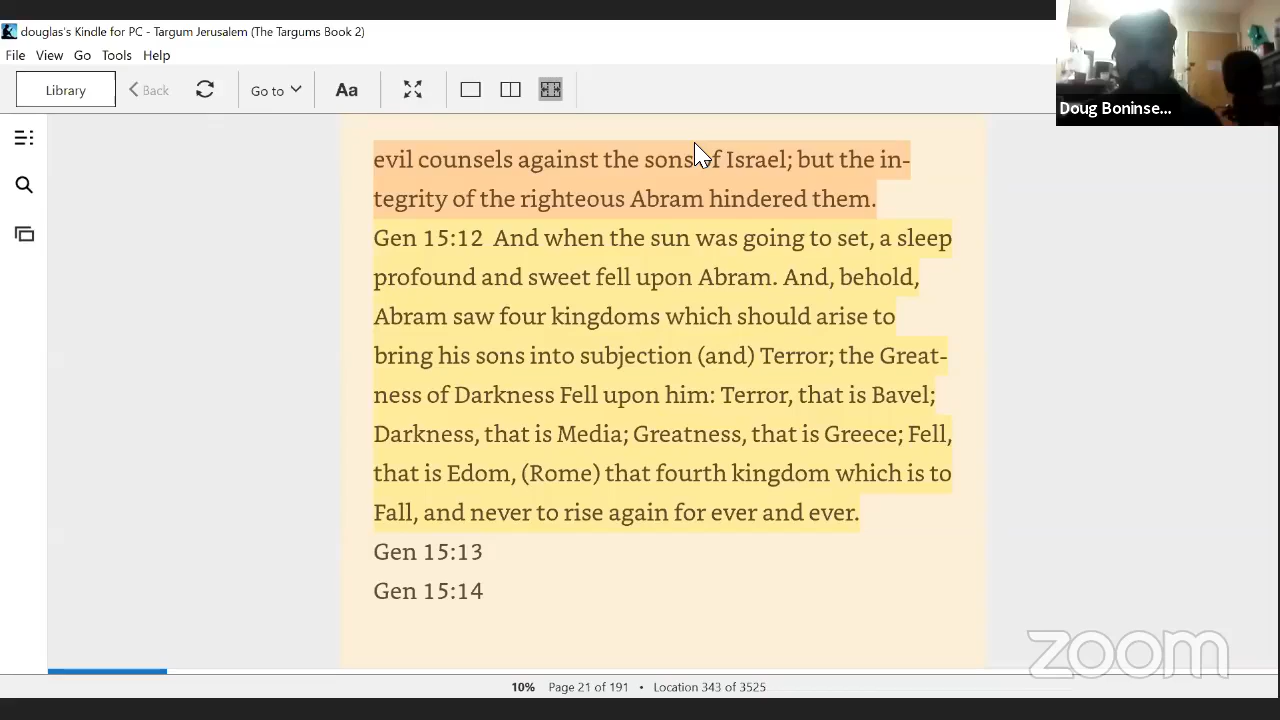 douglas's Kindle for PC - Targum Jerusalem (The Targums Book 2)
File View Go Tools Help
Library Back Go to Aa
Doug Boninse...
evil counsels against the sons of Israel; but the in-
tegrity of the righteous Abram hindered them.
Gen 15:12 And when the sun was going to set, a sleep
profound and sweet fell upon Abram. And, behold,
Abram saw four kingdoms which should arise to
bring his sons into subjection (and) Terror; the Great-
ness of Darkness Fell upon him: Terror, that is Bavel;
Darkness, that is Media; Greatness, that is Greece; Fell,
that is Edom, (Rome) that fourth kingdom which is to
Fall, and never to rise again for ever and ever.
Gen 15:13
Gen 15:14
zoom
10% Page 21 of 191 • Location 343 of 3525